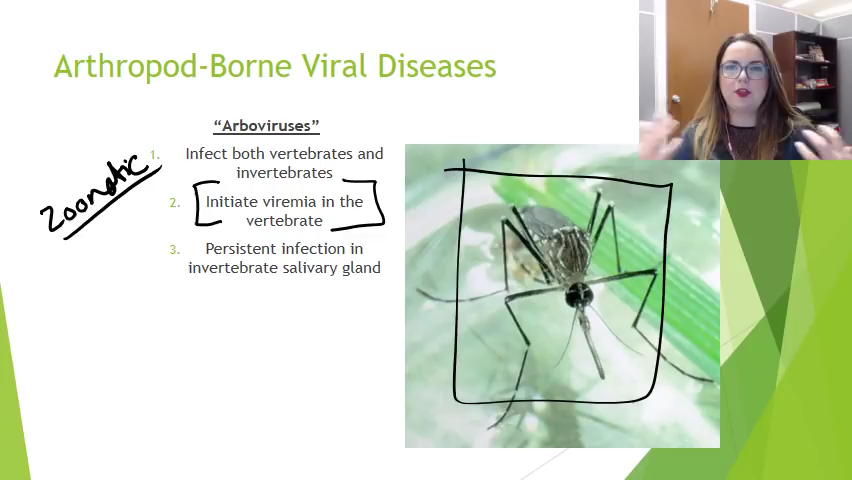 Arthropod-Borne Viral Diseases
“Arboviruses”
1. Infect both vertebrates and
invertebrates
Zoonotic
2. Initiate viremia in the
vertebrate
3. Persistent infection in
invertebrate salivary gland